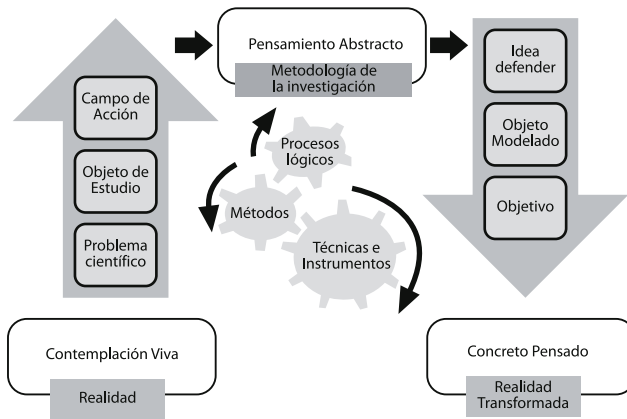 Campo de
Acción
Objeto de
Estudio
Problema
científico
Contemplación Viva
Realidad
Pensamiento Abstracto
Metodología de
la investigación
Procesos
lógicos
Métodos
Técnicas e
Instrumentos
Idea
defender
Objeto
Modelado
Objetivo
Concreto Pensado
Realidad
Transformada